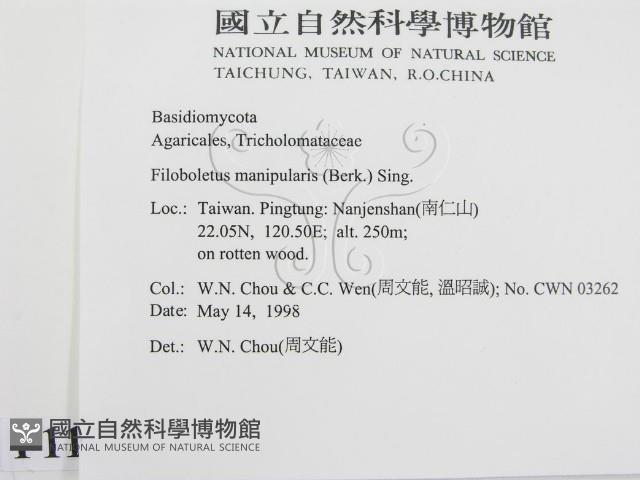 國立自然科學博物館
NATIONAL MUSEUM OF NATURAL SCIENCE
TAICHUNG, TAIWAN, R.O.CHINA
Basidiomycota
Agaricales, Tricholomataceae
Filoboletus manipularis (Berk.) Sing.
Loc.: Taiwan. Pingtung: Nanjenshan(南仁山)
22.05N, 120.50E; alt. 250m;
on rotten wood.
Col.: W.N. Chou & C.C. Wen(周文能, 溫昭誠); No. CWN 03262
Date: May 14, 1998
Det.: W.N. Chou(周文能)
國立自然科學博物館
NATIONAL MUSEUM OF NATURAL SCIENCE